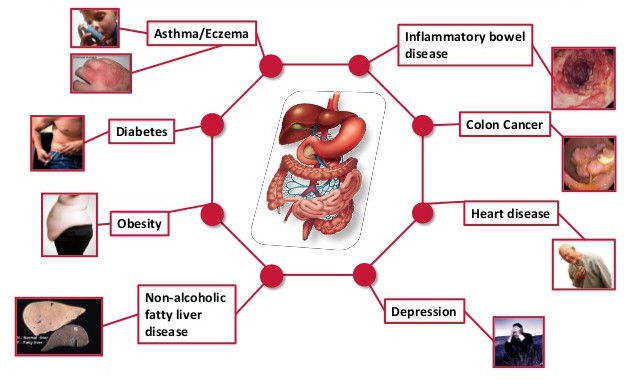 Asthma/Eczema
Inflammatory bowel
disease
Diabetes
Colon Cancer
Obesity
Heart disease
Non-alcoholic
fatty liver
disease
Depression
N - Normal liver
F - Fatty liver